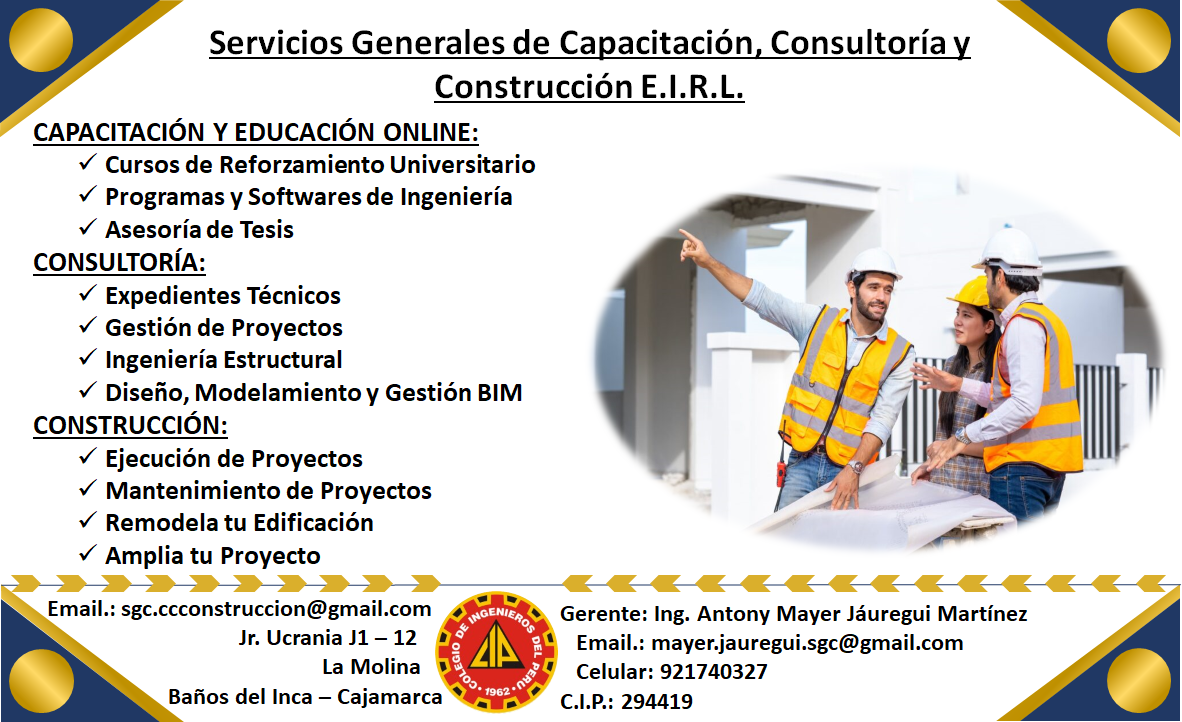 Servicios Generales de Capacitación, Consultoría y
Construcción E.I.R.L.
CAPACITACIÓN Y EDUCACIÓN ONLINE:
✓ Cursos de Reforzamiento Universitario
✓ Programas y Softwares de Ingeniería
✓ Asesoría de Tesis
CONSULTORÍA:
✓ Expedientes Técnicos
✓ Gestión de Proyectos
✓ Ingeniería Estructural
✓ Diseño, Modelamiento y Gestión BIM
CONSTRUCCIÓN:
✓ Ejecución de Proyectos
✓ Mantenimiento de Proyectos
✓ Remodela tu Edificación
✓ Amplia tu Proyecto
Email.: sgc.ccconstruccion@gmail.com
Jr. Ucrania J1 – 12
La Molina
Baños del Inca – Cajamarca
COLEGIO DE INGENIEROS DEL PERU
CIP
· 1962 ·
Gerente: Ing. Antony Mayer Jáuregui Martínez
Email.: mayer.jauregui.sgc@gmail.com
Celular: 921740327
C.I.P.: 294419